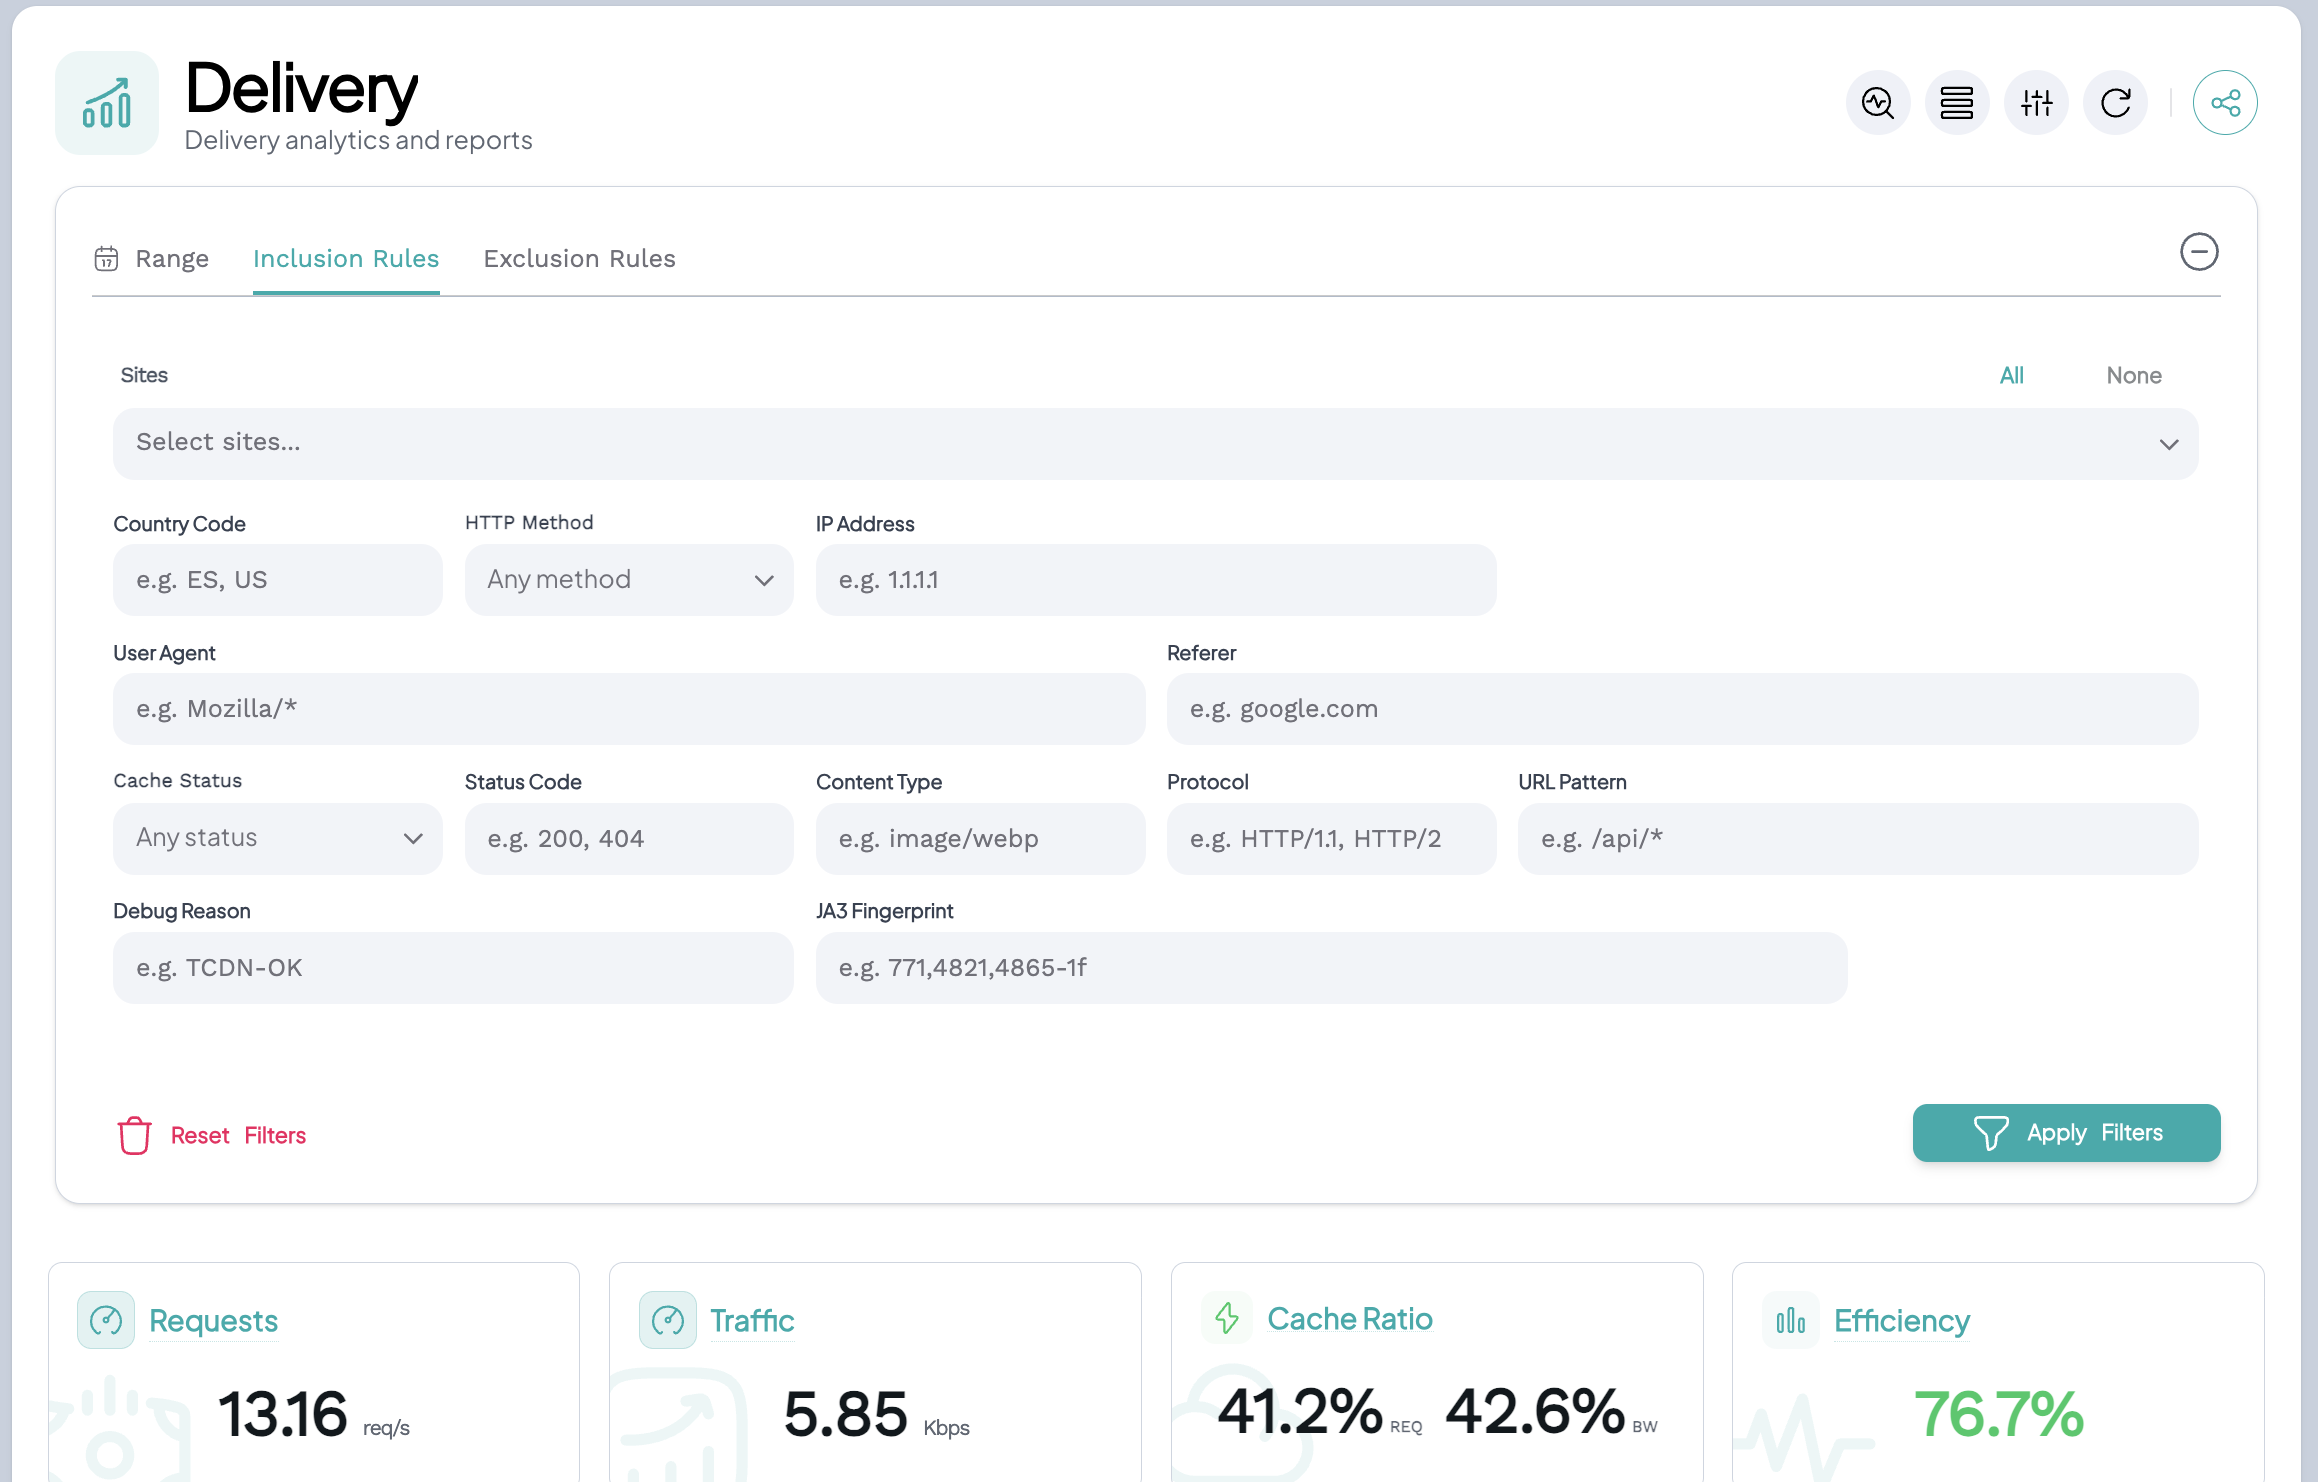 Delivery
Delivery analytics and reports
17 Range Inclusion Rules Exclusion Rules
Sites All None
Select sites...
Country Code HTTP Method IP Address
e.g. ES, US Any method e.g. 1.1.1.1
User Agent Referer
e.g. Mozilla/* e.g. google.com
Cache Status Status Code Content Type Protocol URL Pattern
Any status e.g. 200, 404 e.g. image/webp e.g. HTTP/1.1, HTTP/2 e.g. /api/*
Debug Reason JA3 Fingerprint
e.g. TCDN-OK e.g. 771,4821,4865-1f
Reset Filters Apply Filters
Requests Traffic Cache Ratio Efficiency
13.16 req/s 5.85 Kbps 41.2% REQ 42.6% BW 76.7%